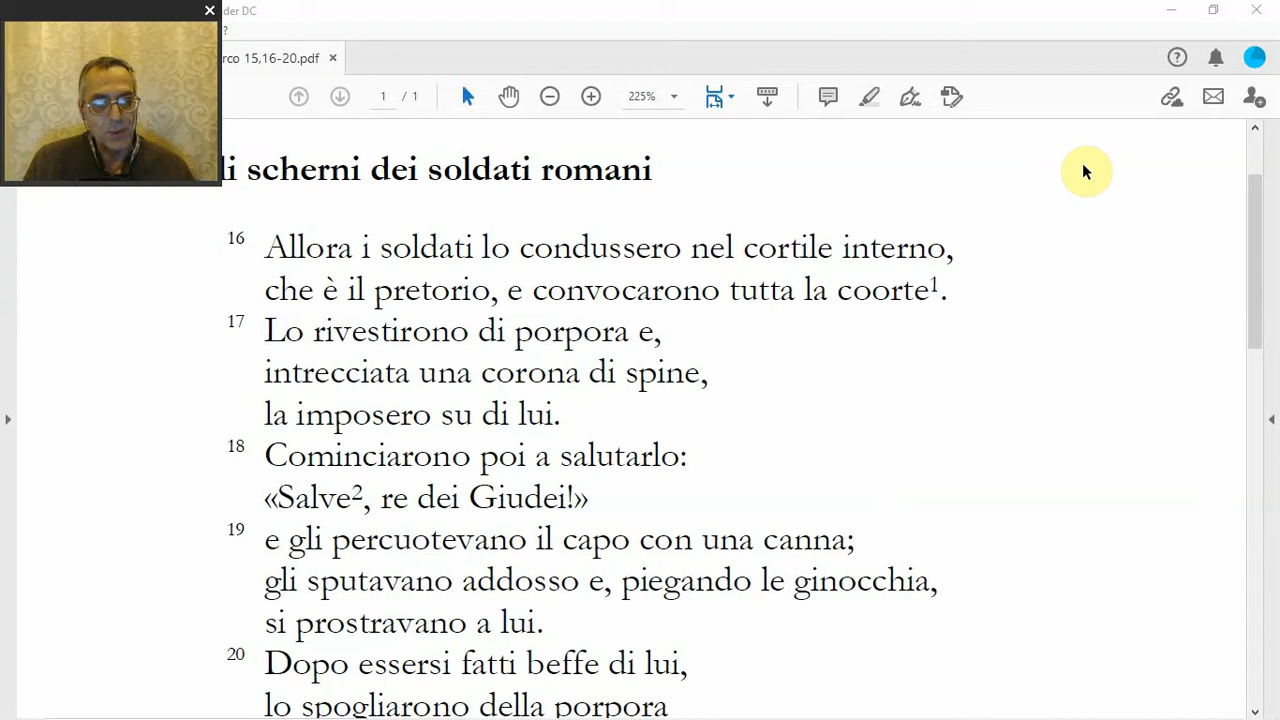 der DC
?
rco 15,16-20.pdf
1 / 1
225%
li scherni dei soldati romani
16 Allora i soldati lo condussero nel cortile interno,
che è il pretorio, e convocarono tutta la coorte¹.
17 Lo rivestirono di porpora e,
intrecciata una corona di spine,
la imposero su di lui.
18 Cominciarono poi a salutarlo:
«Salve², re dei Giudei!»
19 e gli percuotevano il capo con una canna;
gli sputavano addosso e, piegando le ginocchia,
si prostravano a lui.
20 Dopo essersi fatti beffe di lui,
lo spogliarono della porpora